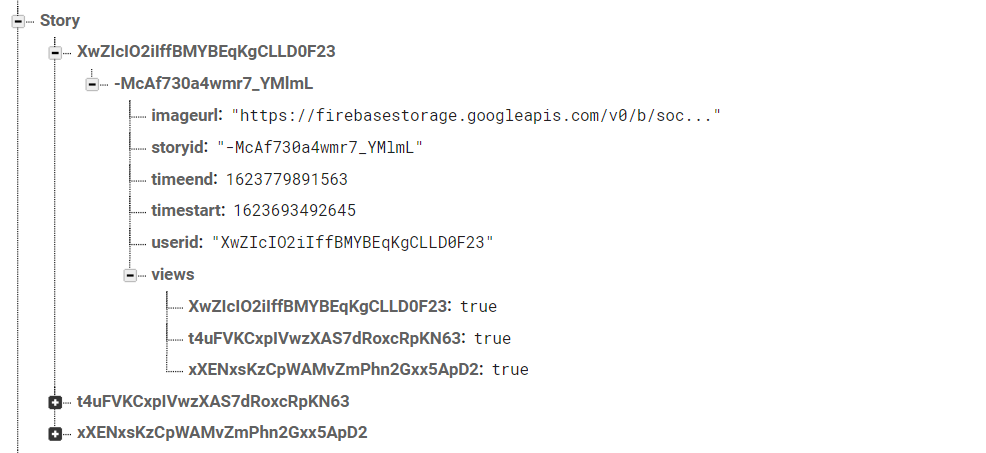 Story
XwZIcIO2iIffBMYBEqKgCLLD0F23
-McAf730a4wmr7_YMlmL
imageurl: "https://firebasestorage.googleapis.com/v0/b/soc..."
storyid: "-McAf730a4wmr7_YMlmL"
timeend: 1623779891563
timestart: 1623693492645
userid: "XwZIcIO2iIffBMYBEqKgCLLD0F23"
views
XwZIcIO2iIffBMYBEqKgCLLD0F23: true
t4uFVKCxpIVwzXAS7dRoxcRpKN63: true
xXENxsKzCpWAMvZmPhn2Gxx5ApD2: true
t4uFVKCxpIVwzXAS7dRoxcRpKN63
xXENxsKzCpWAMvZmPhn2Gxx5ApD2